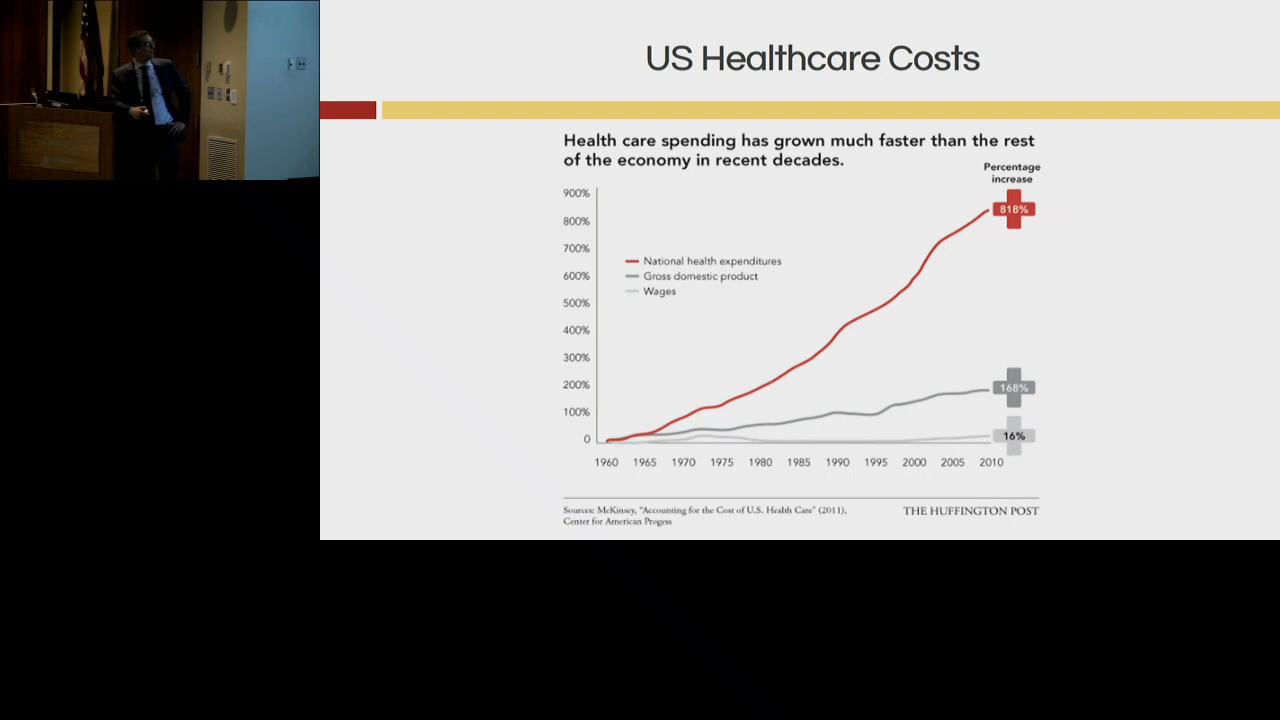 US Healthcare Costs
Health care spending has grown much faster than the rest
of the economy in recent decades.
Percentage
increase
900%
800%
700%
600%
500%
400%
300%
200%
100%
0
National health expenditures
Gross domestic product
Wages
818%
168%
16%
1960 1965 1970 1975 1980 1985 1990 1995 2000 2005 2010
Sources: McKinsey, "Accounting for the Cost of U.S. Health Care" (2011),
Center for American Progess
THE HUFFINGTON POST